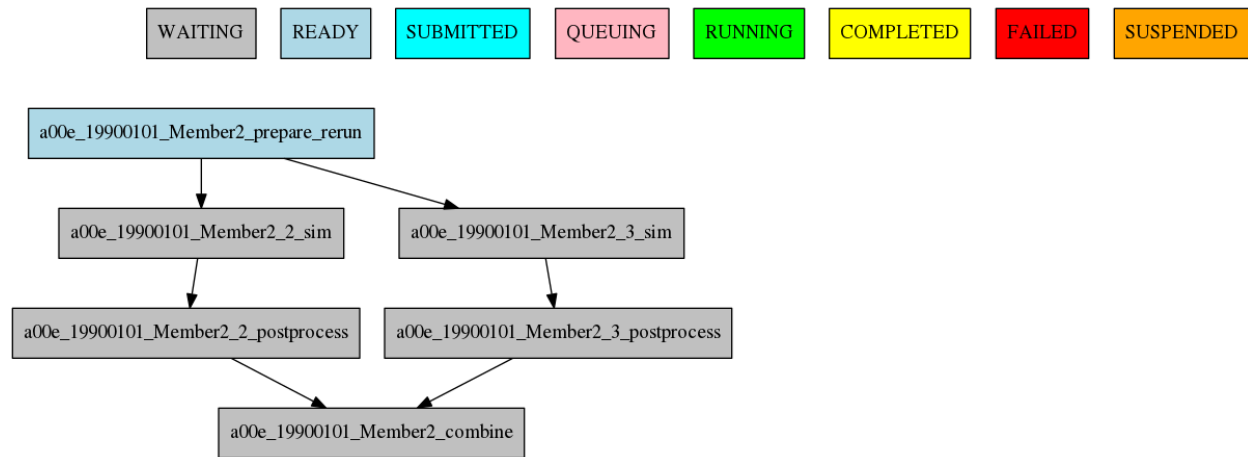 WAITING READY SUBMITTED QUEUING RUNNING COMPLETED FAILED SUSPENDED
a00e_19900101_Member2_prepare_rerun
a00e_19900101_Member2_2_sim a00e_19900101_Member2_3_sim
a00e_19900101_Member2_2_postprocess a00e_19900101_Member2_3_postprocess
a00e_19900101_Member2_combine